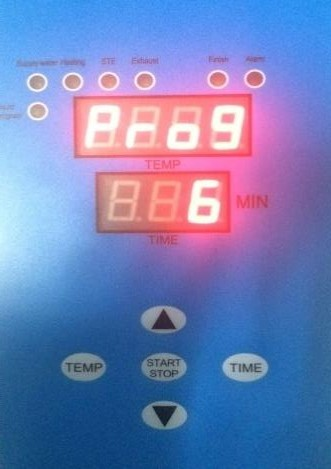 Supply water Heating STE Exhaust Finish Alarm
Prog
TEMP
6 MIN
TIME
TEMP START STOP TIME